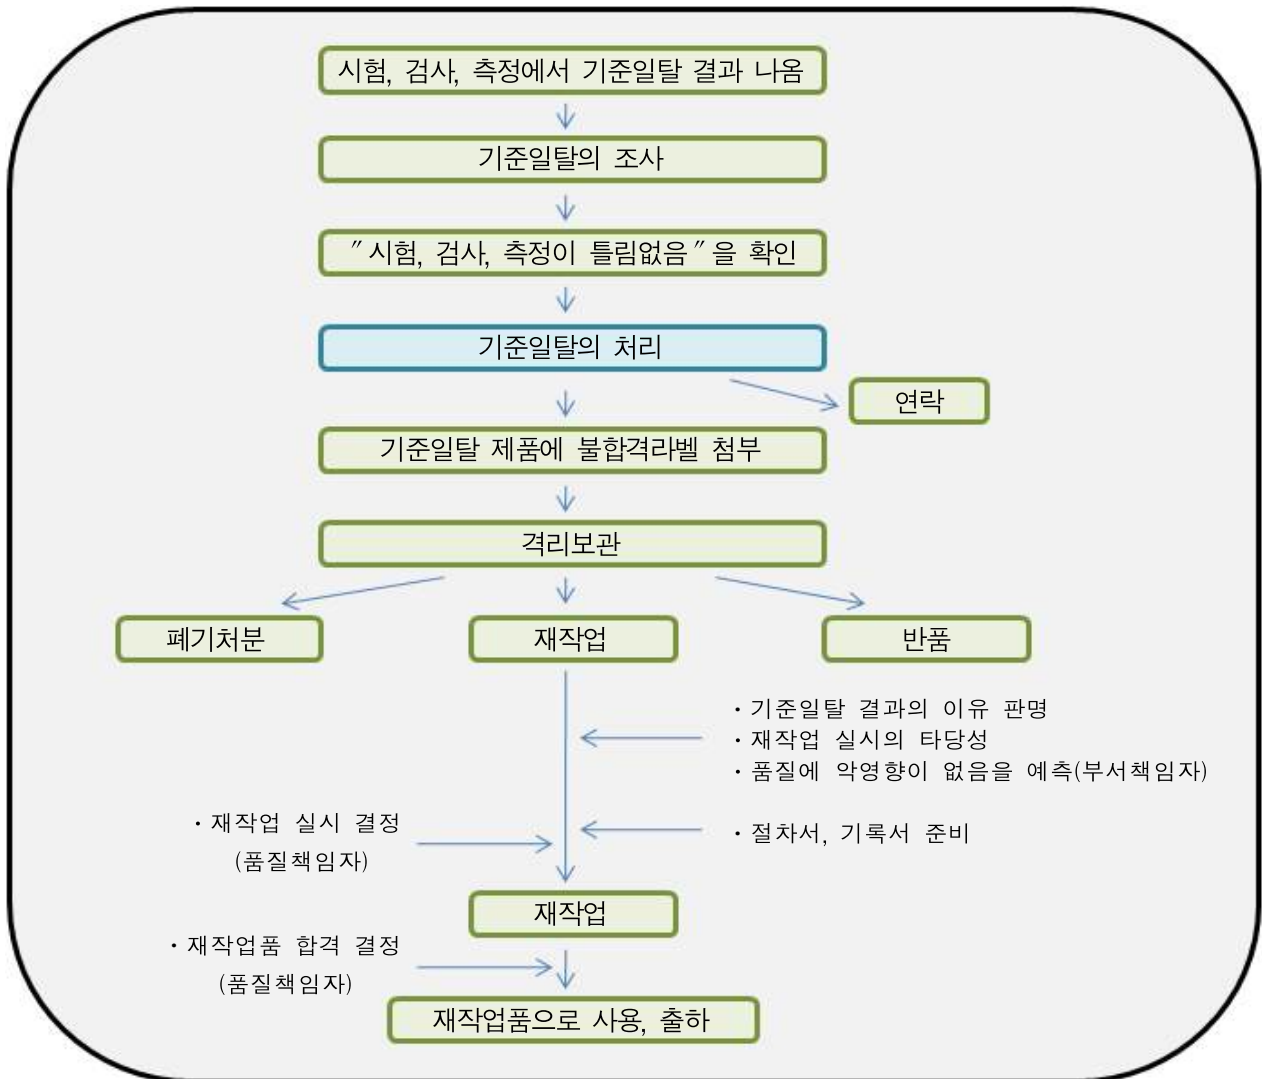 시험, 검사, 측정에서 기준일탈 결과 나옴
기준일탈의 조사
"시험, 검사, 측정이 틀림없음"을 확인
기준일탈의 처리
연락
기준일탈 제품에 불합격라벨 첨부
격리보관
폐기처분
재작업
반품
· 기준일탈 결과의 이유 판명
· 재작업 실시의 타당성
· 품질에 악영향이 없음을 예측(부서책임자)
· 재작업 실시 결정
(품질책임자)
· 절차서, 기록서 준비
재작업
· 재작업품 합격 결정
(품질책임자)
재작업품으로 사용, 출하